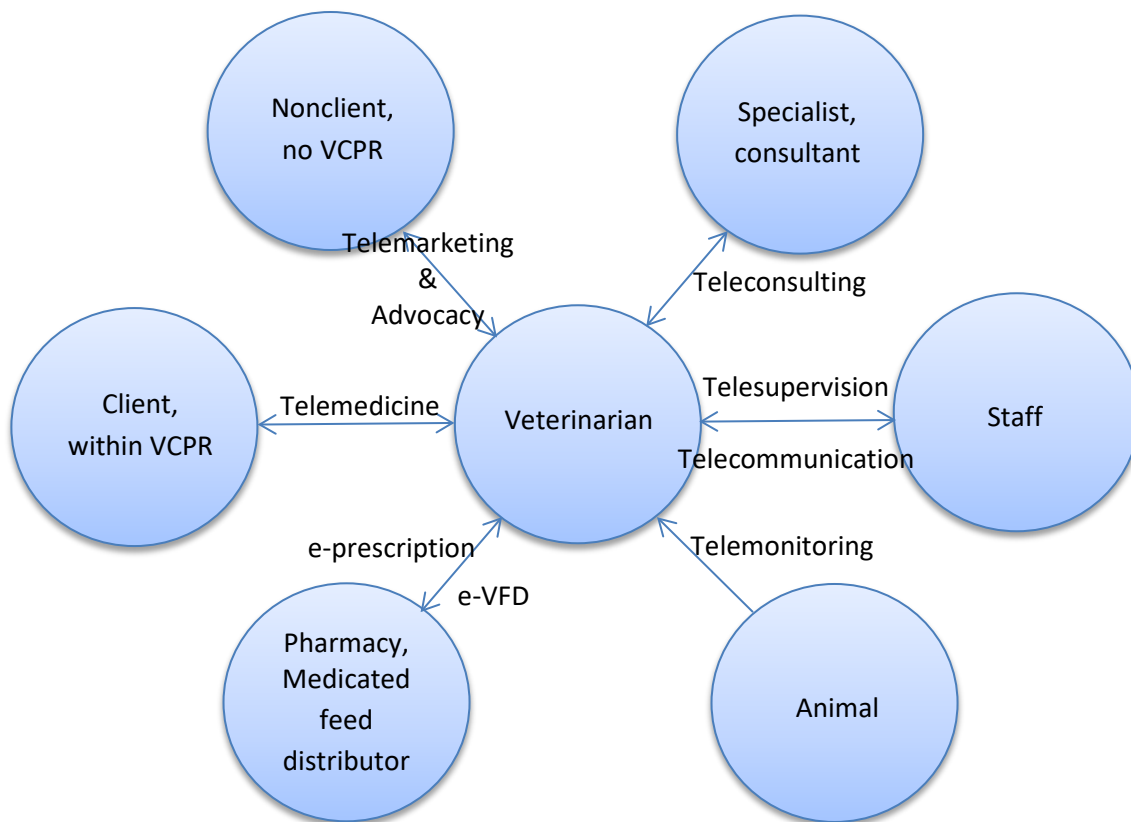 Nonclient,
no VCPR
Specialist,
consultant
Telemarketing
&
Advocacy
Teleconsulting
Client,
within VCPR
Telemedicine
Veterinarian
Telesupervision
Telecommunication
Staff
e-prescription
e-VFD
Telemonitoring
Pharmacy,
Medicated
feed
distributor
Animal